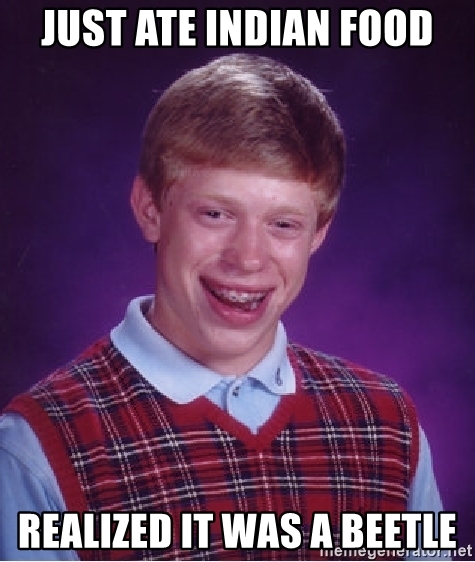 JUST ATE INDIAN FOOD
REALIZED IT WAS A BEETLE
memegenerator.net